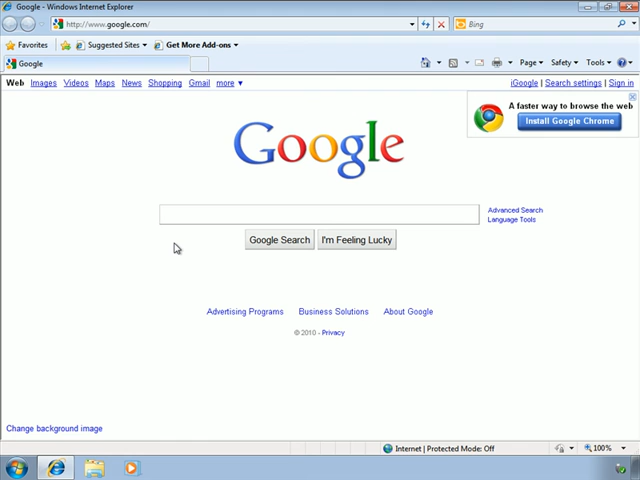 Google - Windows Internet Explorer
http://www.google.com/
Bing
Favorites
Suggested Sites
Get More Add-ons
Google
Page
Safety
Tools
Web Images Videos Maps News Shopping Gmail more
iGoogle | Search settings | Sign in
A faster way to browse the web
Install Google Chrome
Google
Advanced Search
Language Tools
Google Search
I'm Feeling Lucky
Advertising Programs
Business Solutions
About Google
© 2010 - Privacy
Change background image
Internet | Protected Mode: Off
100%